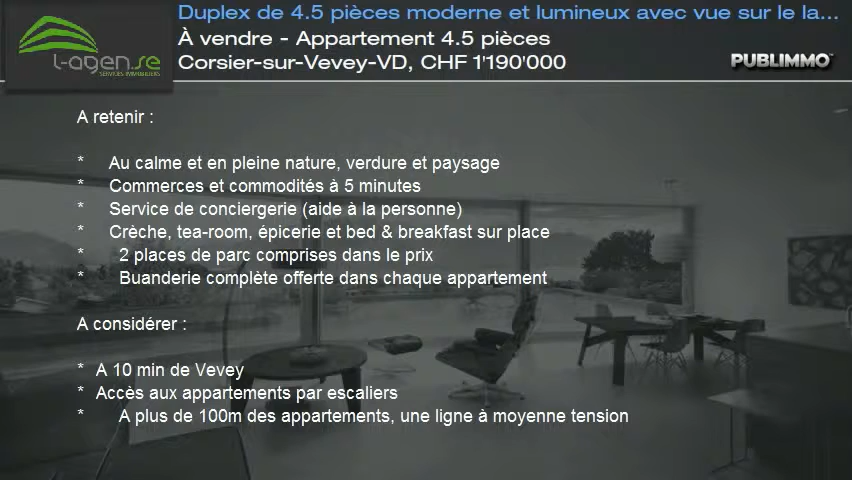 Duplex de 4.5 pièces moderne et lumineux avec vue sur le la...
À vendre - Appartement 4.5 pièces
Corsier-sur-Vevey-VD, CHF 1'190'000
l-agen.se
SERVICES IMMOBILIERS
PUBLIMMO
A retenir :
* Au calme et en pleine nature, verdure et paysage
* Commerces et commodités à 5 minutes
* Service de conciergerie (aide à la personne)
* Crèche, tea-room, épicerie et bed & breakfast sur place
* 2 places de parc comprises dans le prix
* Buanderie complète offerte dans chaque appartement
A considérer :
* A 10 min de Vevey
* Accès aux appartements par escaliers
* A plus de 100m des appartements, une ligne à moyenne tension